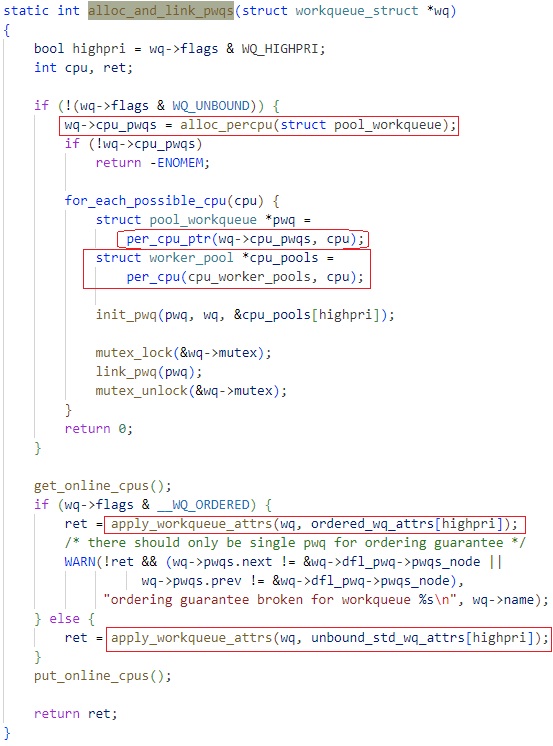 static int alloc_and_link_pwqs(struct workqueue_struct *wq)
{
    bool highpri = wq->flags & WQ_HIGHPRI;
    int cpu, ret;

    if (!(wq->flags & WQ_UNBOUND)) {
        wq->cpu_pwqs = alloc_percpu(struct pool_workqueue);
        if (!wq->cpu_pwqs)
            return -ENOMEM;

        for_each_possible_cpu(cpu) {
            struct pool_workqueue *pwq =
                per_cpu_ptr(wq->cpu_pwqs, cpu);
            struct worker_pool *cpu_pools =
                per_cpu(cpu_worker_pools, cpu);

            init_pwq(pwq, wq, &cpu_pools[highpri]);

            mutex_lock(&wq->mutex);
            link_pwq(pwq);
            mutex_unlock(&wq->mutex);
        }
        return 0;
    }

    get_online_cpus();
    if (wq->flags & __WQ_ORDERED) {
        ret = apply_workqueue_attrs(wq, ordered_wq_attrs[highpri]);
        /* there should only be single pwq for ordering guarantee */
        WARN(!ret && (wq->pwqs.next != &wq->dfl_pwq->pwqs_node ||
                  wq->pwqs.prev != &wq->dfl_pwq->pwqs_node),
             "ordering guarantee broken for workqueue %s\n", wq->name);
    } else {
        ret = apply_workqueue_attrs(wq, unbound_std_wq_attrs[highpri]);
    }
    put_online_cpus();

    return ret;
}